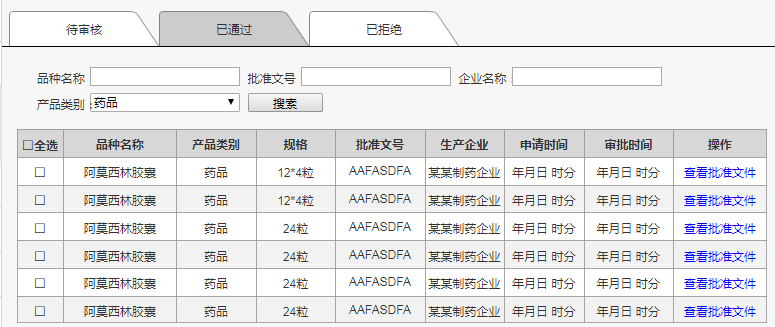 待审核 已通过 已拒绝
品种名称 批准文号 企业名称:
产品类别: 药品 搜索
全选 品种名称 产品类别 规格 批准文号 生产企业 申请时间 审批时间 操作
阿莫西林胶囊 药品 12*4粒 AAFASDFA 某某制药企业 年月日 时分 年月日 时分 查看批准文件
阿莫西林胶囊 药品 12*4粒 AAFASDFA 某某制药企业 年月日 时分 年月日 时分 查看批准文件
阿莫西林胶囊 药品 24粒 AAFASDFA 某某制药企业 年月日 时分 年月日 时分 查看批准文件
阿莫西林胶囊 药品 24粒 AAFASDFA 某某制药企业 年月日 时分 年月日 时分 查看批准文件
阿莫西林胶囊 药品 24粒 AAFASDFA 某某制药企业 年月日 时分 年月日 时分 查看批准文件
阿莫西林胶囊 药品 24粒 AAFASDFA 某某制药企业 年月日 时分 年月日 时分 查看批准文件